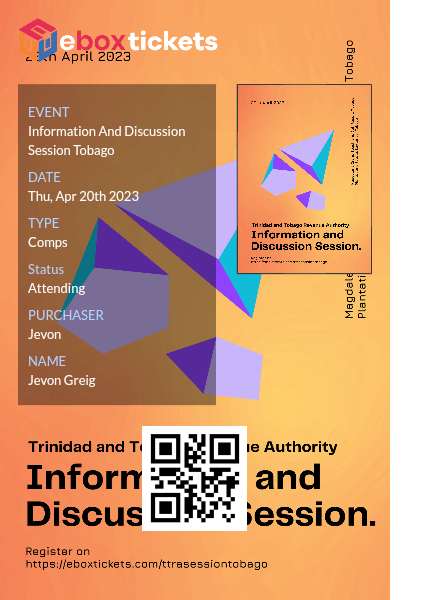 eboxtickets
th April 2023
Tobago
EVENT
Information And Discussion
Session Tobago
DATE
Thu, Apr 20th 2023
TYPE
Comps
Status
Attending
PURCHASER
Jevon
NAME
Jevon Greig
Trinidad and Tobago Revenue Authority
Information and
Discussion Session.
Magdale
Plantati
Trinidad and T ue Authority
Inform and
Discus Session.
Register on
https://eboxtickets.com/ttrasessiontobago